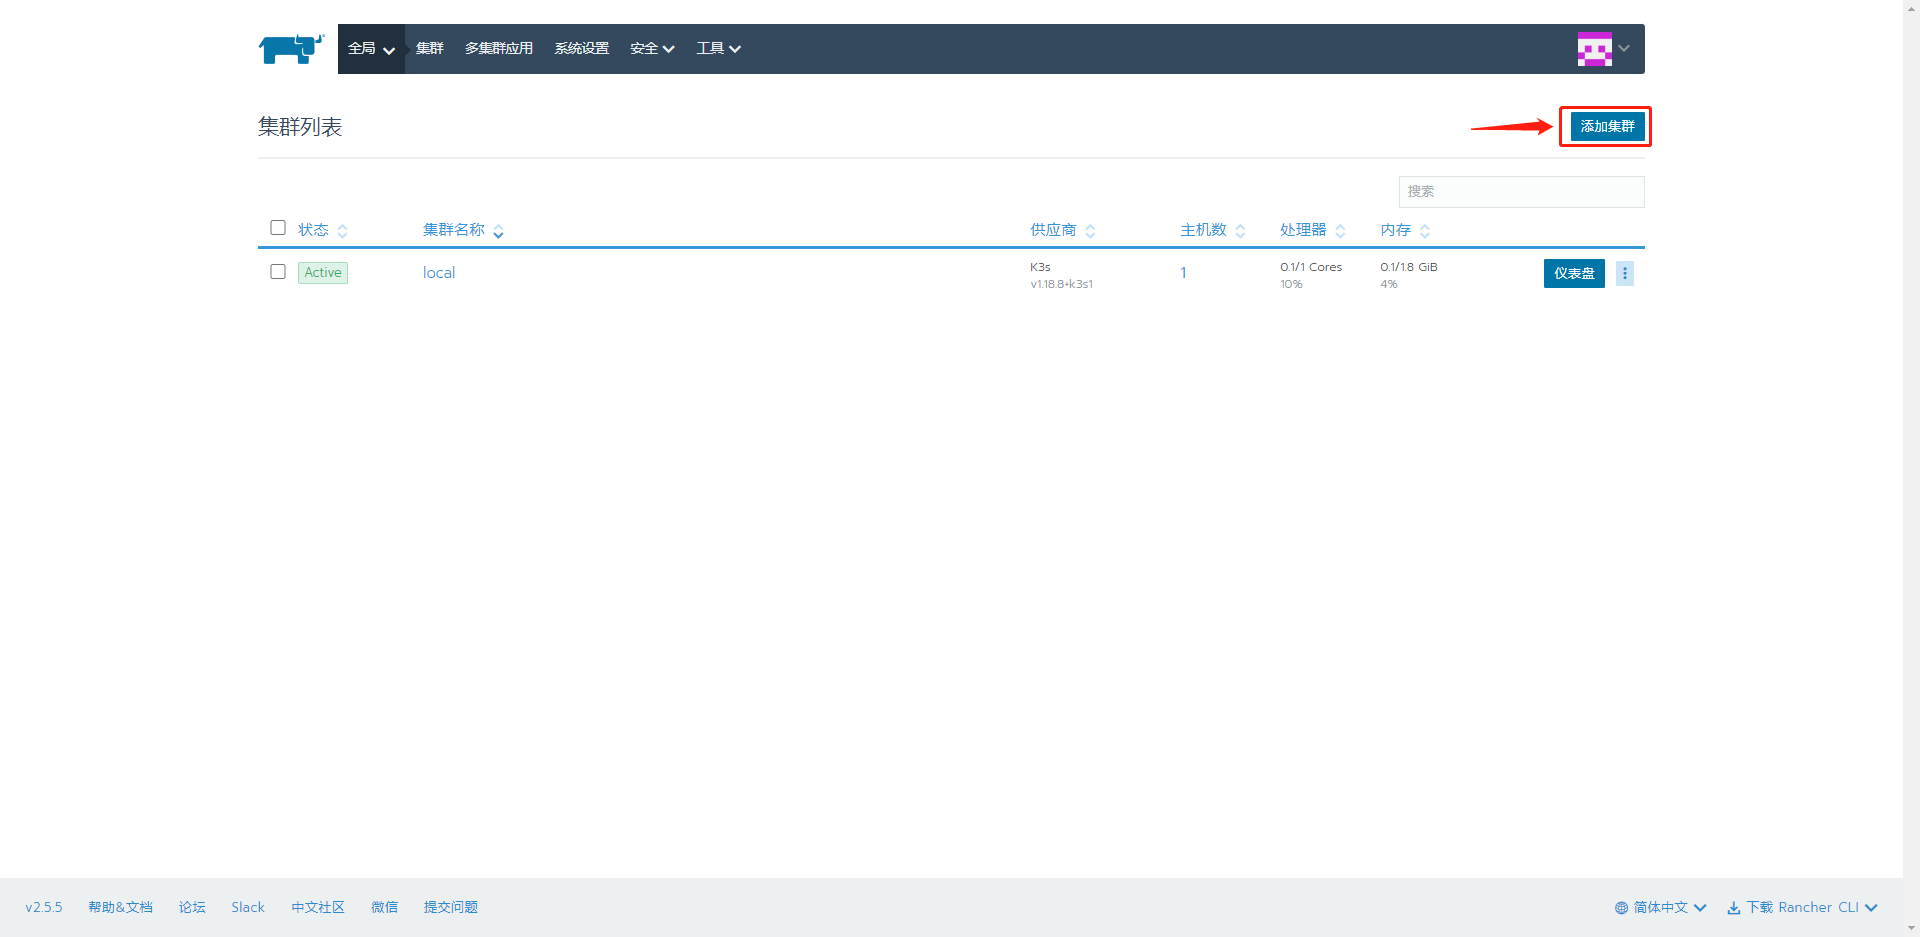 全局 集群 多集群应用 系统设置 安全 工具
集群列表
添加集群
搜索
状态 集群名称 供应商 主机数 处理器 内存
Active local K3s 1 0.1/1 Cores 0.1/1.8 GiB 仪表盘
v1.18.8+k3s1 10% 4%
v2.5.5 帮助&文档 论坛 Slack 中文社区 微信 提交问题 简体中文 下载 Rancher CLI